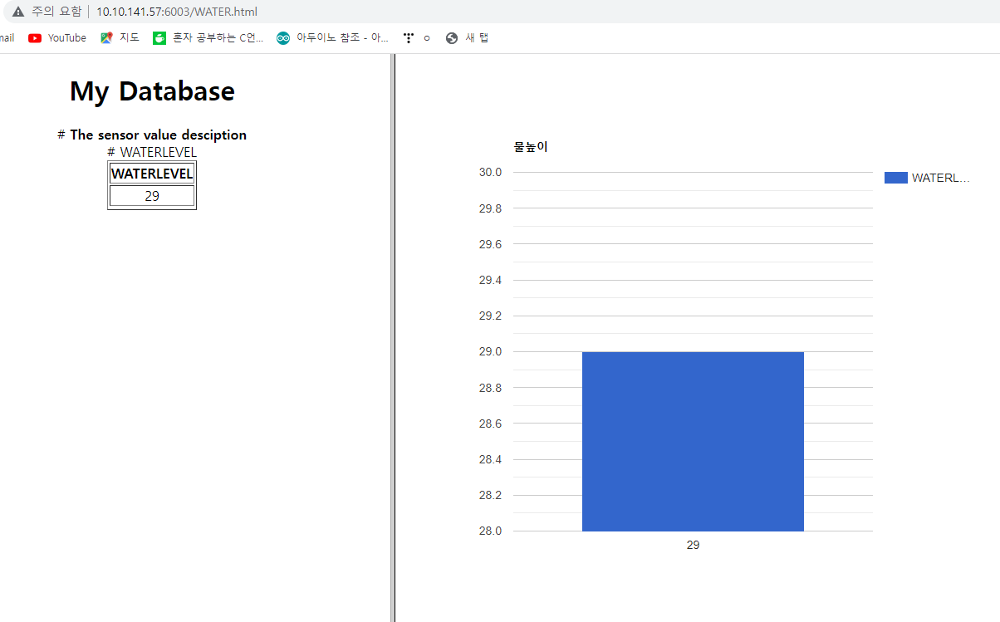 주의 요함 | 10.10.141.57:6003/WATER.html
mail YouTube 지도 혼자 공부하는 C언... 아두이노 참조 - 아... ㅇ 새 탭
My Database
# The sensor value desciption
# WATERLEVEL
WATERLEVEL
29
물높이
WATERL...
30.0
29.8
29.6
29.4
29.2
29.0
28.8
28.6
28.4
28.2
28.0
29